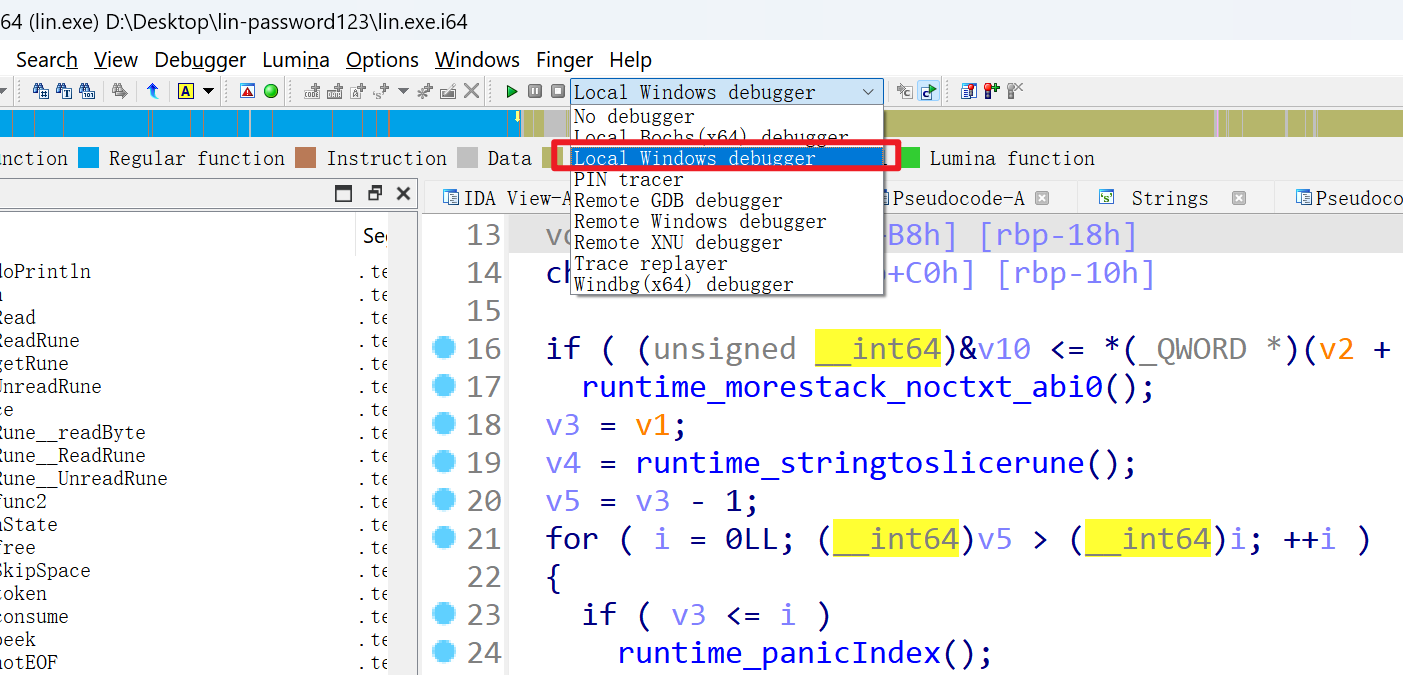 64 (lin.exe) D:\Desktop\lin-password123\lin.exe.i64
Search View Debugger Lumina Options Windows Finger Help
Local Windows debugger
No debugger
Local Bochs(x64) debugger
Local Windows debugger
PIN tracer
Remote GDB debugger
Remote Windows debugger
Remote XNU debugger
Trace replayer
Windbg(x64) debugger
unction Regular function Instruction Data Lumina function
IDA View-A Pseudocode-A Strings Pseudoco
Se
doPrintln .te
.te
Read .te
ReadRune .te
getRune .te
UnreadRune .te
ce .te
Rune__readByte .te
Rune__ReadRune .te
Rune__UnreadRune .te
func2 .te
nState .te
free .te
SkipSpace .te
token .te
consume .te
peek .te
notEOF .te
13 vo B8h] [rbp-18h]
14 ch +C0h] [rbp-10h]
15
16 if ( (unsigned __int64)&v10 <= *(_QWORD *)(v2 +
17 runtime_morestack_noctxt_abi0();
18 v3 = v1;
19 v4 = runtime_stringtoslicerune();
20 v5 = v3 - 1;
21 for ( i = 0LL; (__int64)v5 > (__int64)i; ++i )
22 {
23 if ( v3 <= i )
24 runtime_panicIndex();